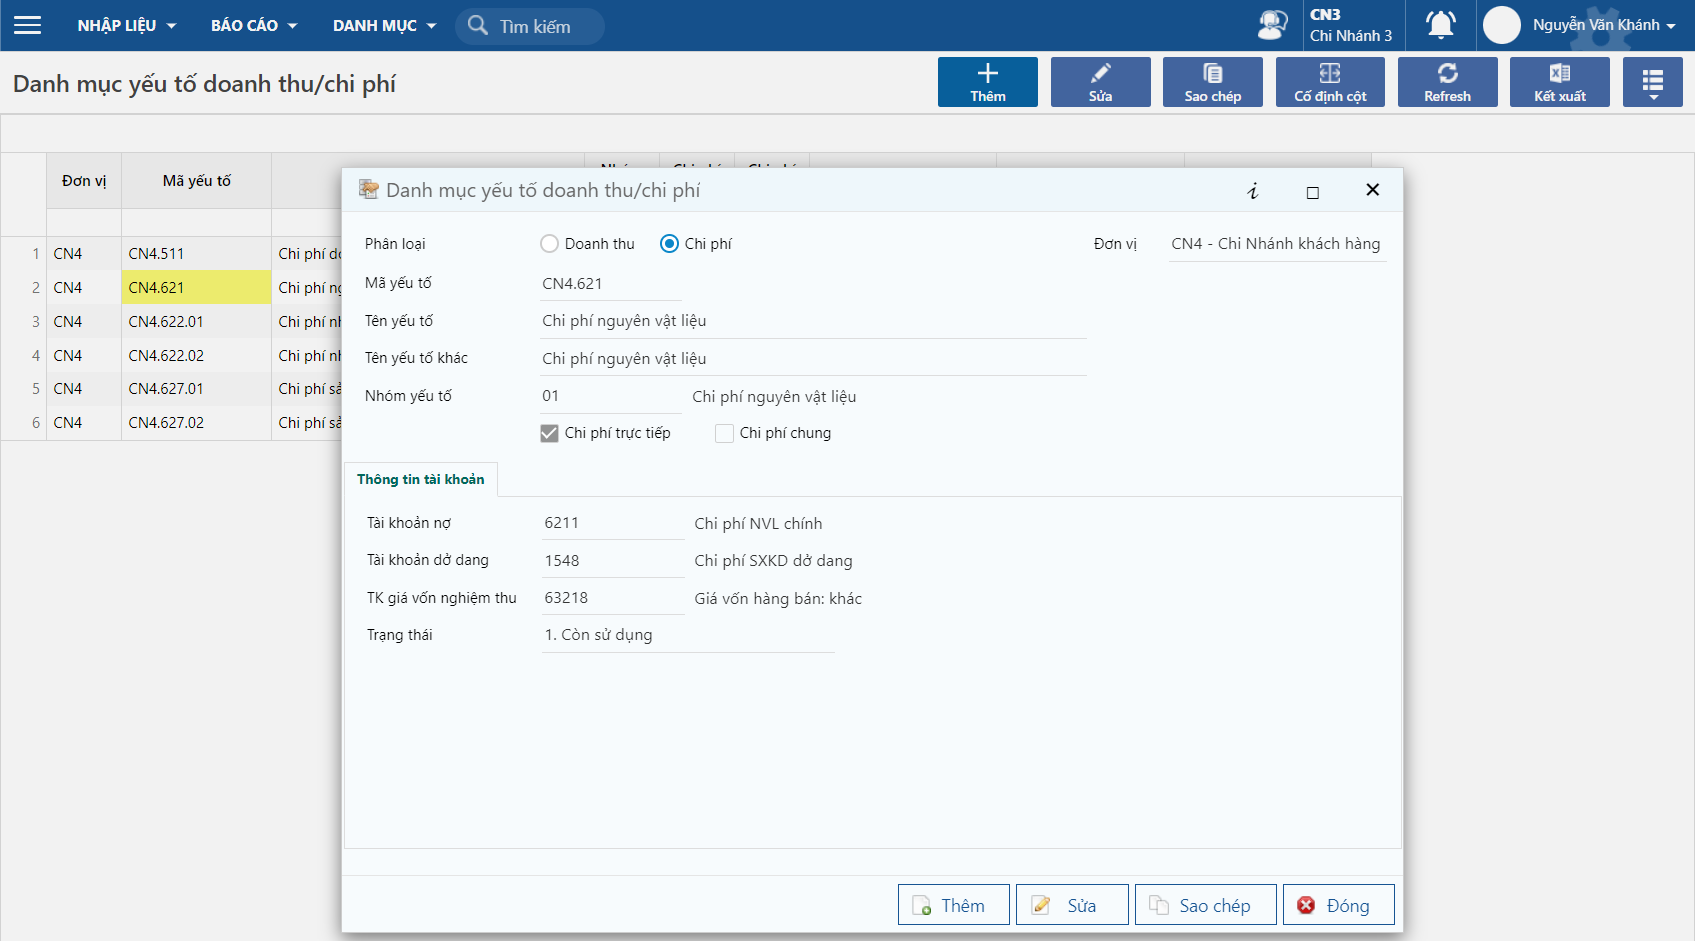 NHẬP LIỆU BÁO CÁO DANH MỤC Tìm kiếm CN3 Chi Nhánh 3 Nguyễn Văn Khánh
Danh mục yếu tố doanh thu/chi phí
Thêm Sửa Sao chép Cố định cột Refresh Kết xuất
Đơn vị Mã yếu tố
1 CN4 CN4.511 Chi phí
2 CN4 CN4.621 Chi phí
3 CN4 CN4.622.01 Chi phí
4 CN4 CN4.622.02 Chi phí
5 CN4 CN4.627.01 Chi phí
6 CN4 CN4.627.02 Chi phí
Danh mục yếu tố doanh thu/chi phí
Phân loại Doanh thu Chi phí Đơn vị CN4 - Chi Nhánh khách hàng
Mã yếu tố CN4.621
Tên yếu tố Chi phí nguyên vật liệu
Tên yếu tố khác Chi phí nguyên vật liệu
Nhóm yếu tố 01 Chi phí nguyên vật liệu
Chi phí trực tiếp Chi phí chung
Thông tin tài khoản
Tài khoản nợ 6211 Chi phí NVL chính
Tài khoản dở dang 1548 Chi phí SXKD dở dang
TK giá vốn nghiệm thu 63218 Giá vốn hàng bán: khác
Trạng thái 1. Còn sử dụng
Thêm Sửa Sao chép Đóng